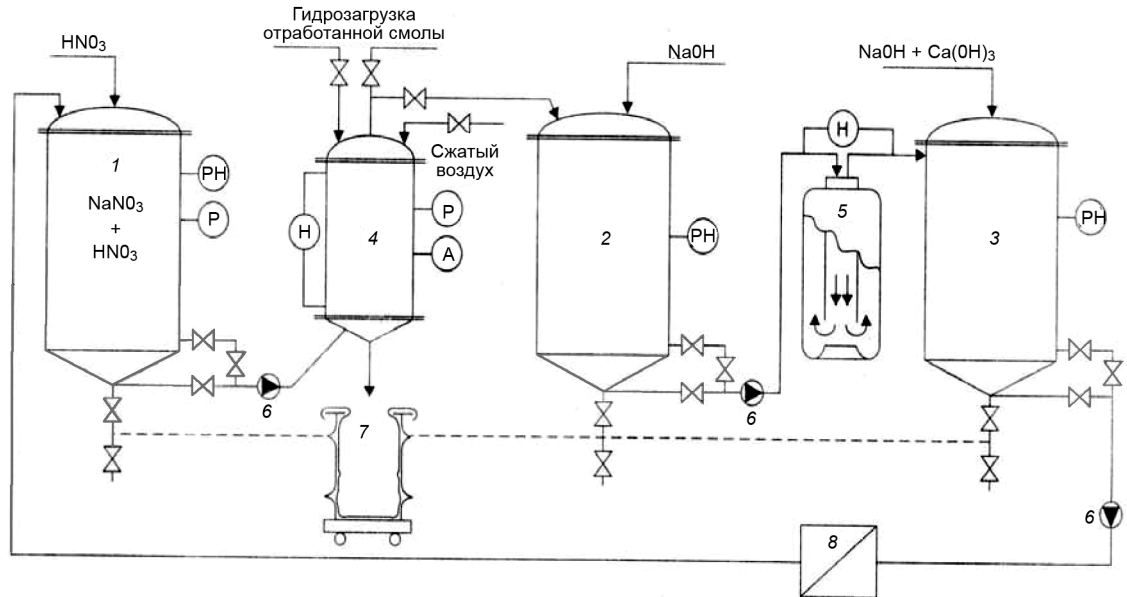 Гидрозагрузка
отработанной смолы
HN0₃
Na0H
Na0H + Ca(0H)₃
Сжатый
воздух
1
NaN0₃
+
HN0₃
PH
P
H
4
P
A
2
PH
H
5
3
PH
6
7
6
6
8